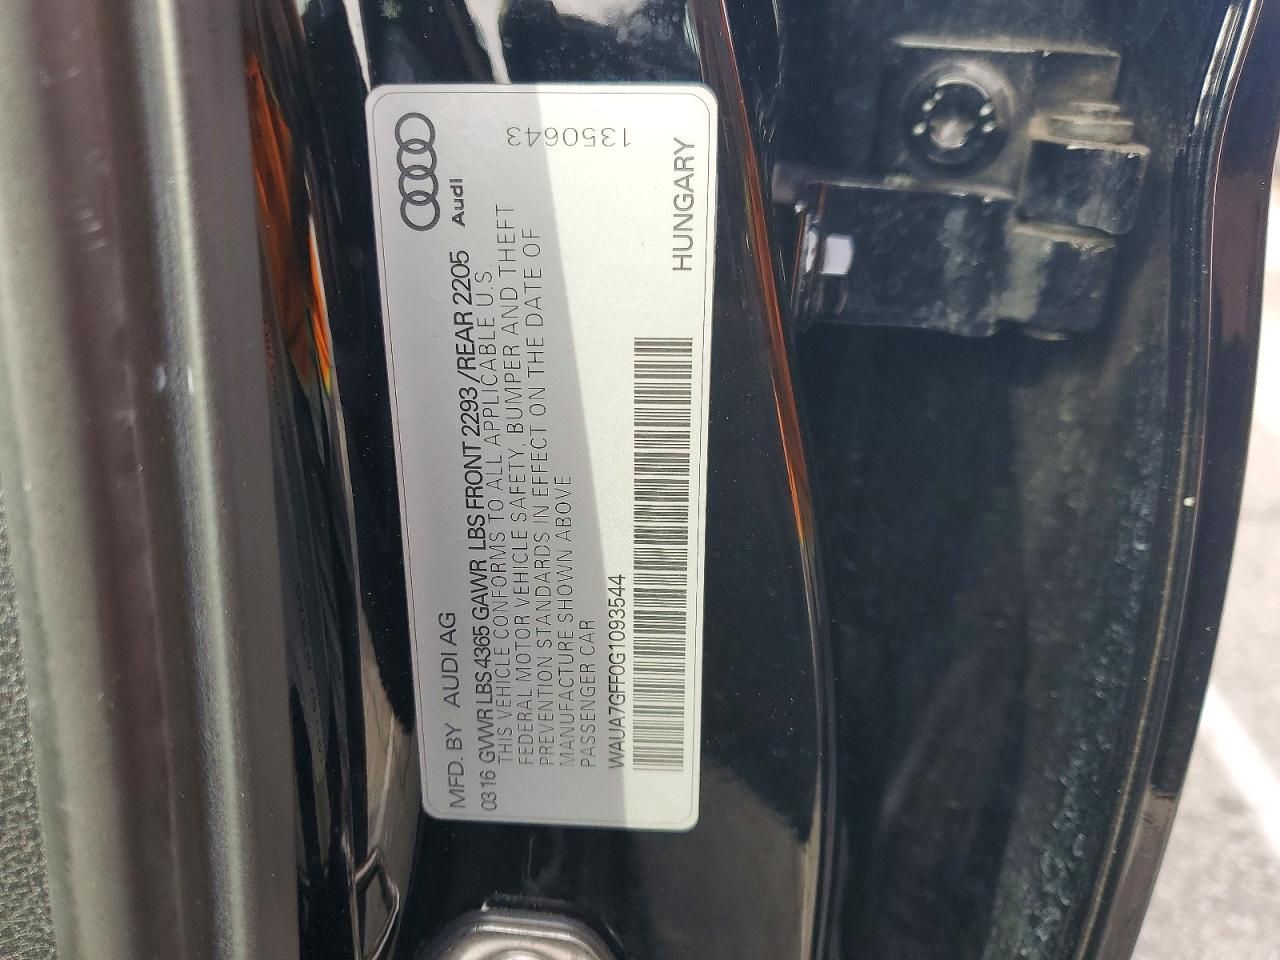 Audi
MFD. BY AUDI AG
03 16 GVWR LBS 4365 GAWR LBS FRONT 2293 / REAR 2205
THIS VEHICLE CONFORMS TO ALL APPLICABLE U.S.
FEDERAL MOTOR VEHICLE SAFETY, BUMPER AND THEFT
PREVENTION STANDARDS IN EFFECT ON THE DATE OF
MANUFACTURE SHOWN ABOVE
PASSENGER CAR
WAUA7GFF0G1093544
HUNGARY
1350643